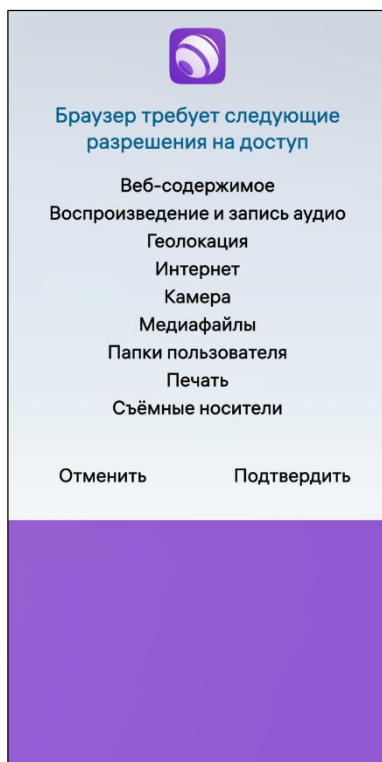 Браузер требует следующие
разрешения на доступ
Веб-содержимое
Воспроизведение и запись аудио
Геолокация
Интернет
Камера
Медиафайлы
Папки пользователя
Печать
Съёмные носители
Отменить Подтвердить